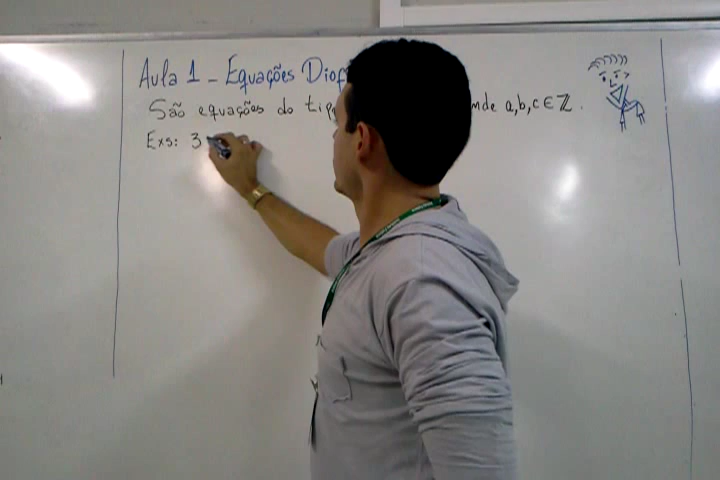 Aula 1 - Equações Diof
São equações do tipo nde a,b,c ∈ ℤ.
Exs: 3